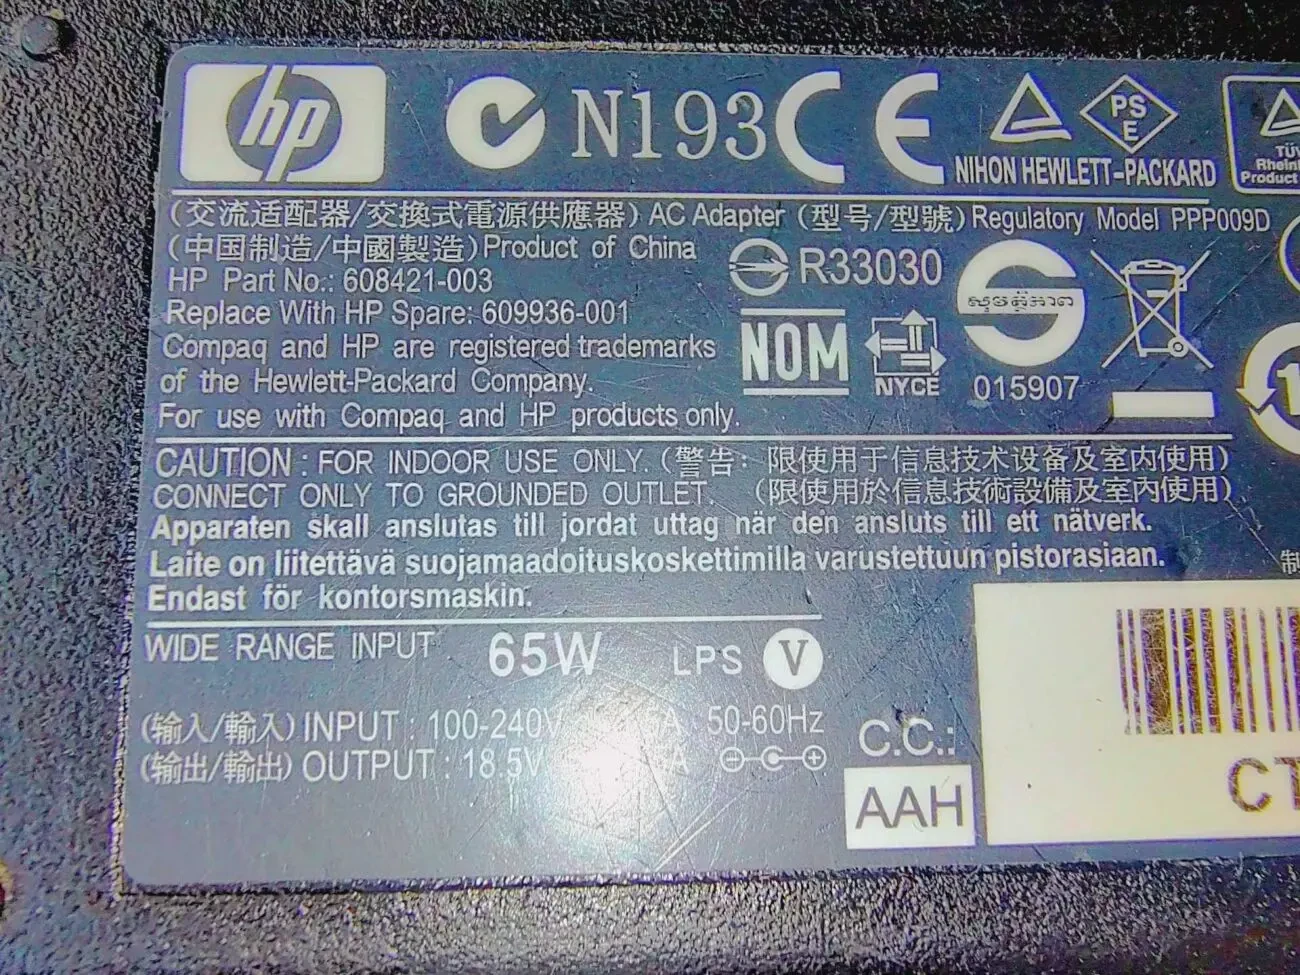 hp N193 CE PS E
NIHON HEWLETT-PACKARD
TÜV
Rheinl
Product
(交流适配器/交換式電源供應器) AC Adapter (型号/型號) Regulatory Model PPP009D
(中国制造/中國製造) Product of China
HP Part No.: 608421-003
R33030
Replace With HP Spare: 609936-001
Compaq and HP are registered trademarks
of the Hewlett-Packard Company.
For use with Compaq and HP products only.
NOM
NYCE
015907
CAUTION : FOR INDOOR USE ONLY. (警告: 限使用于信息技术设备及室内使用)
CONNECT ONLY TO GROUNDED OUTLET. (限使用於信息技術設備及室內使用)
Apparaten skall anslutas till jordat uttag när den ansluts till ett nätverk.
Laite on liitettävä suojamaadoituskoskettimilla varustettuun pistorasiaan.
Endast för kontorsmaskin.
制
WIDE RANGE INPUT 65W LPS V
(输入/輸入) INPUT : 100-240V A 50-60Hz
(输出/輸出) OUTPUT : 18.5V A
C.C.:
AAH
CT